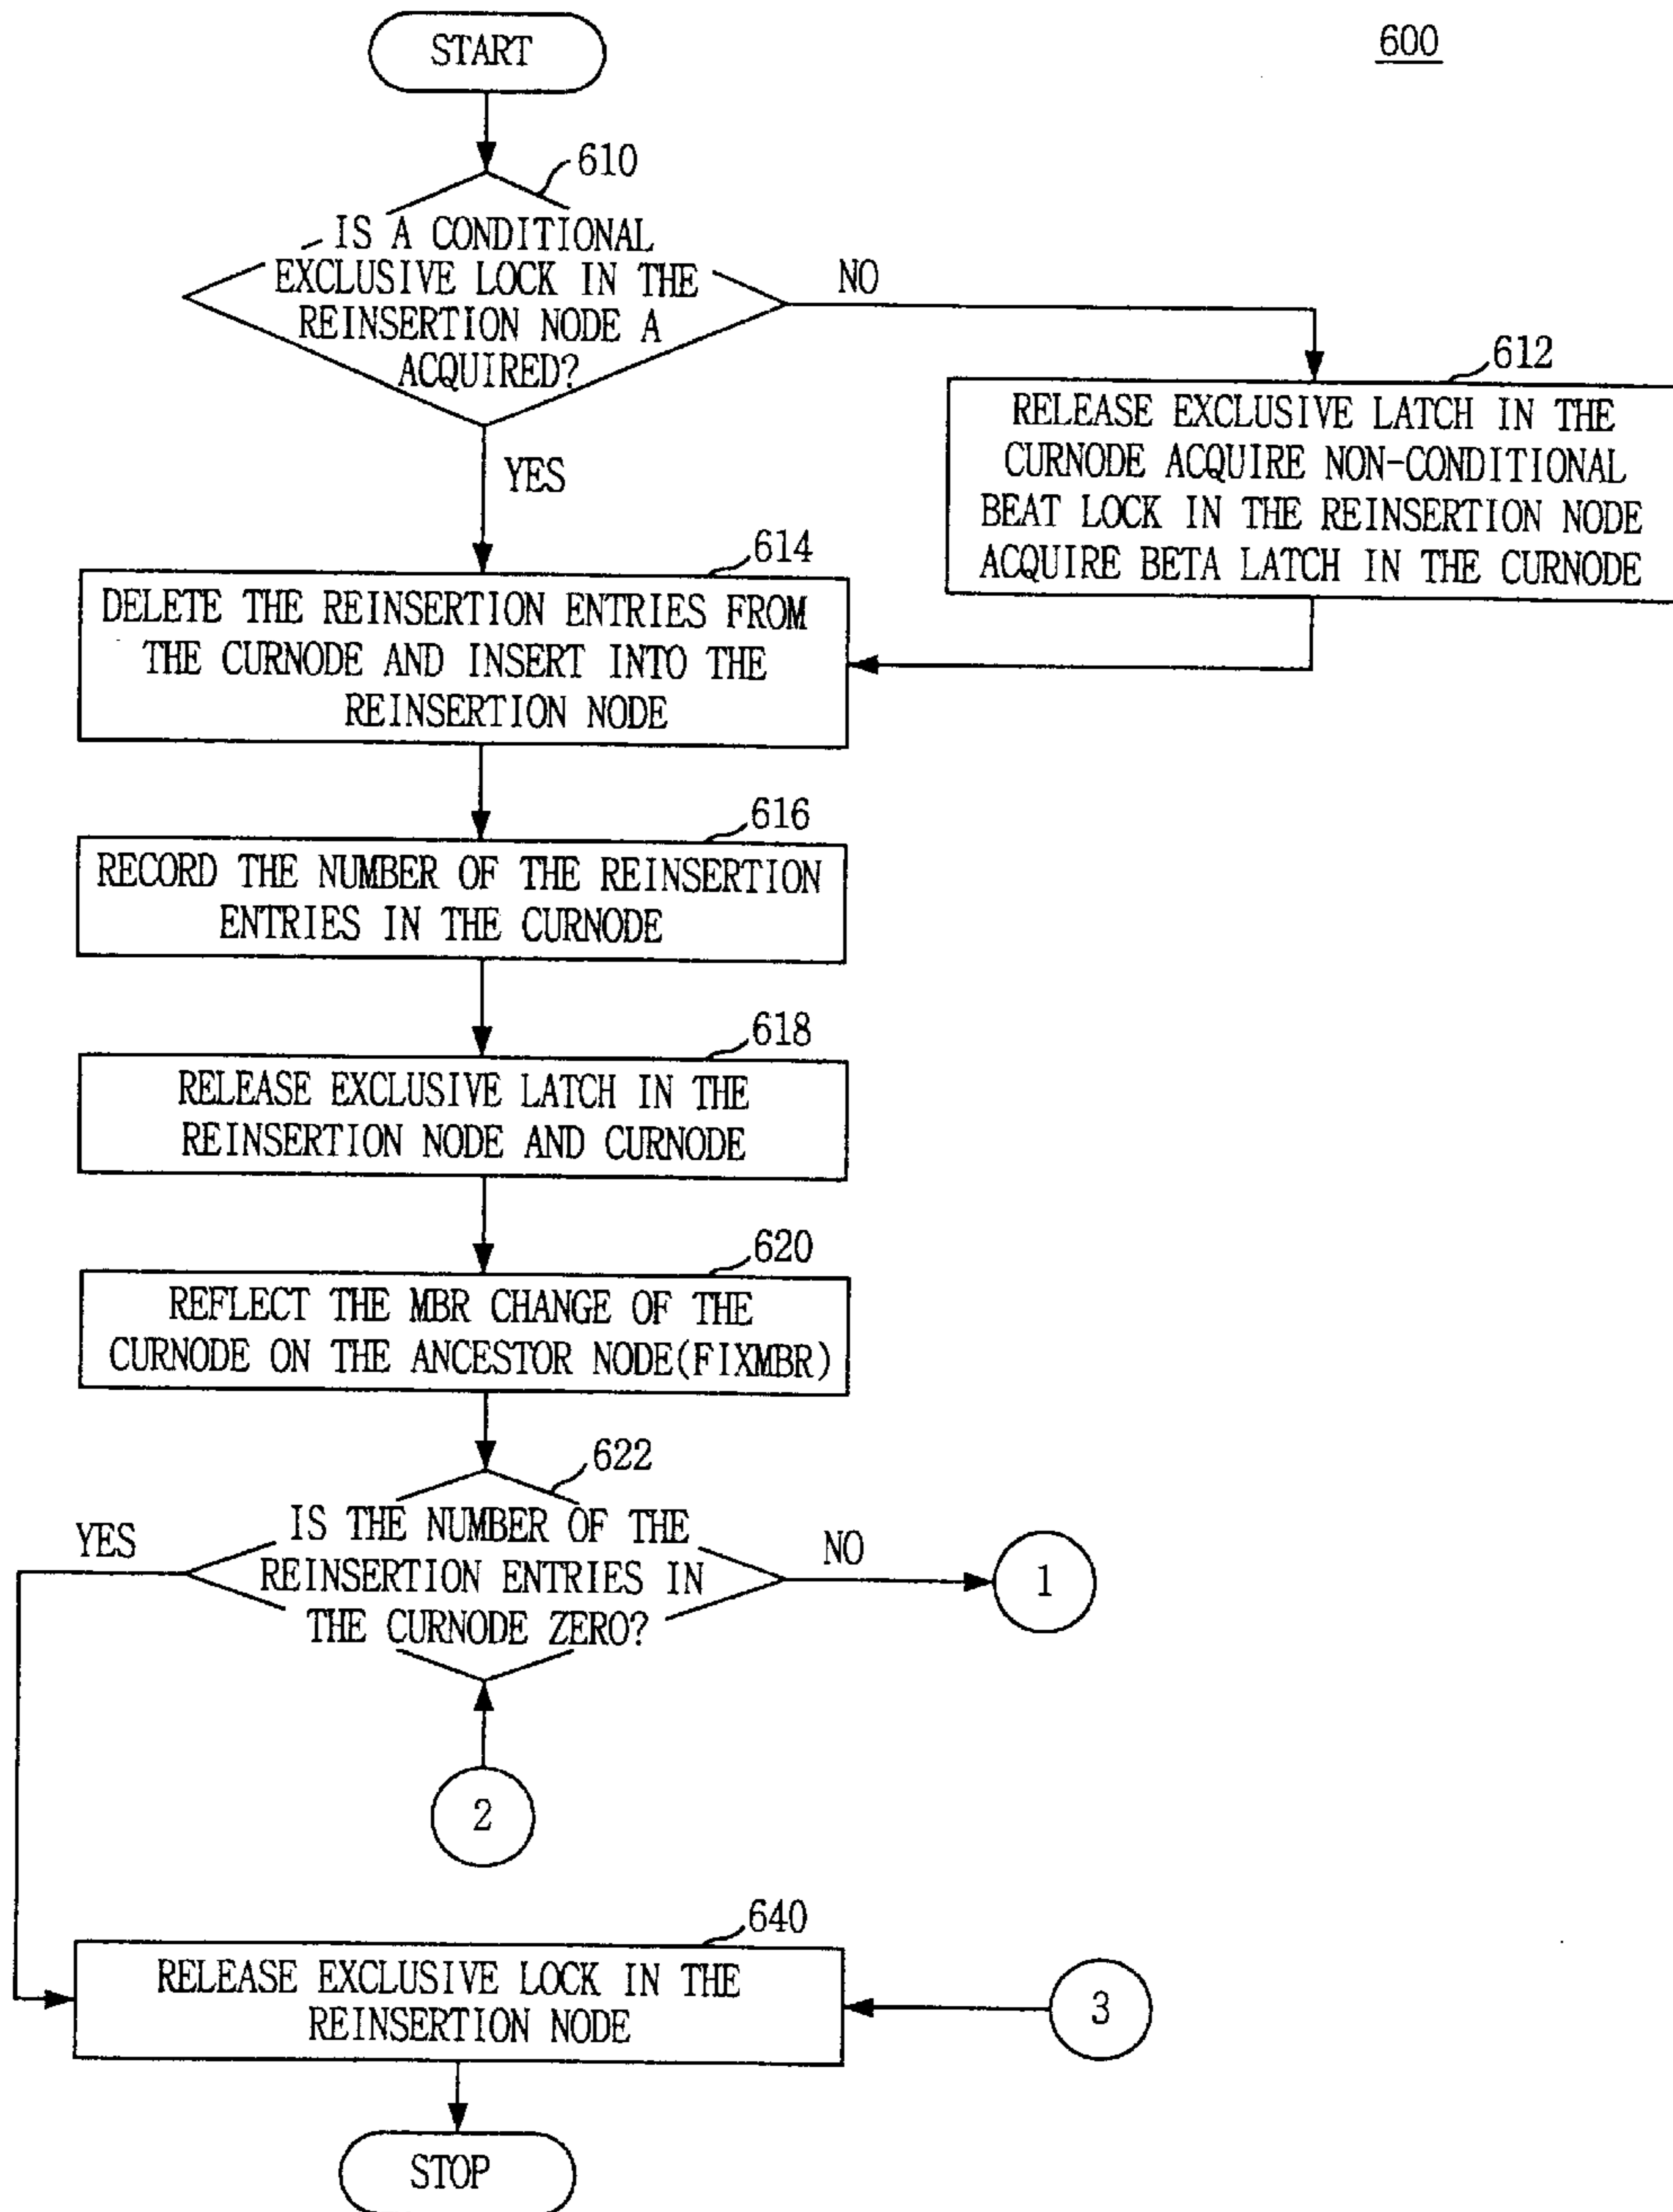 600
START
610
IS A CONDITIONAL
EXCLUSIVE LOCK IN THE
REINSERTION NODE A
ACQUIRED?
NO
YES
612
RELEASE EXCLUSIVE LATCH IN THE
CURNODE ACQUIRE NON-CONDITIONAL
BEAT LOCK IN THE REINSERTION NODE
ACQUIRE BETA LATCH IN THE CURNODE
614
DELETE THE REINSERTION ENTRIES FROM
THE CURNODE AND INSERT INTO THE
REINSERTION NODE
616
RECORD THE NUMBER OF THE REINSERTION
ENTRIES IN THE CURNODE
618
RELEASE EXCLUSIVE LATCH IN THE
REINSERTION NODE AND CURNODE
620
REFLECT THE MBR CHANGE OF THE
CURNODE ON THE ANCESTOR NODE(FIXMBR)
622
IS THE NUMBER OF THE
REINSERTION ENTRIES IN
THE CURNODE ZERO?
YES
NO
1
2
640
RELEASE EXCLUSIVE LOCK IN THE
REINSERTION NODE
3
STOP